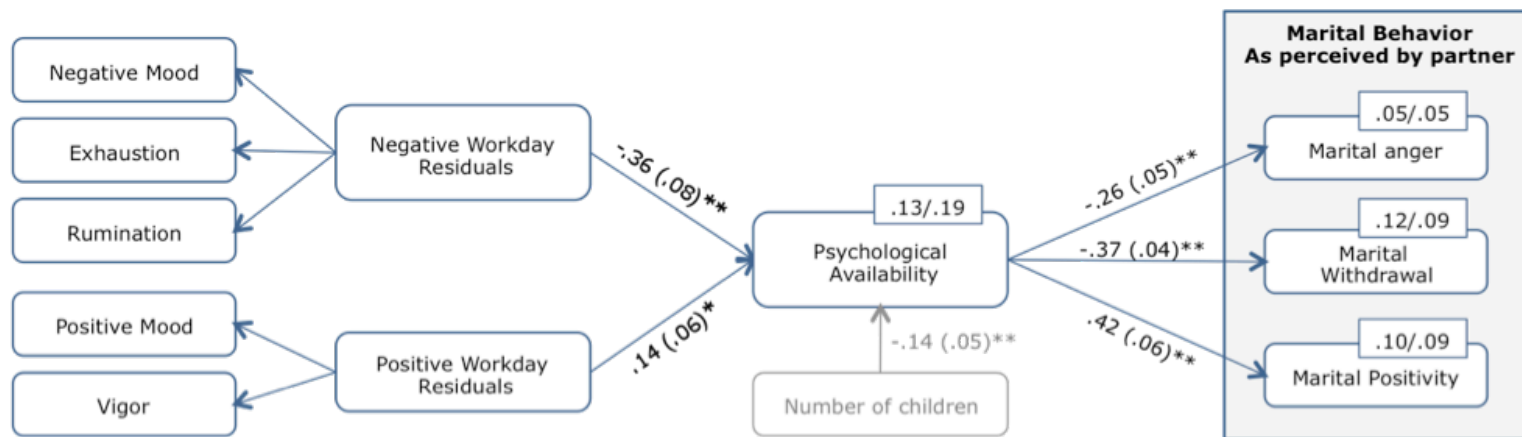 Negative Mood
Exhaustion
Rumination
Positive Mood
Vigor
Negative Workday
Residuals
Positive Workday
Residuals
-.36 (.08)**
.14 (.06)*
.13/.19
Psychological
Availability
-.14 (.05)**
Number of children
-.26 (.05)**
-.37 (.04)**
.42 (.06)**
Marital Behavior
As perceived by partner
.05/.05
Marital anger
.12/.09
Marital
Withdrawal
.10/.09
Marital Positivity